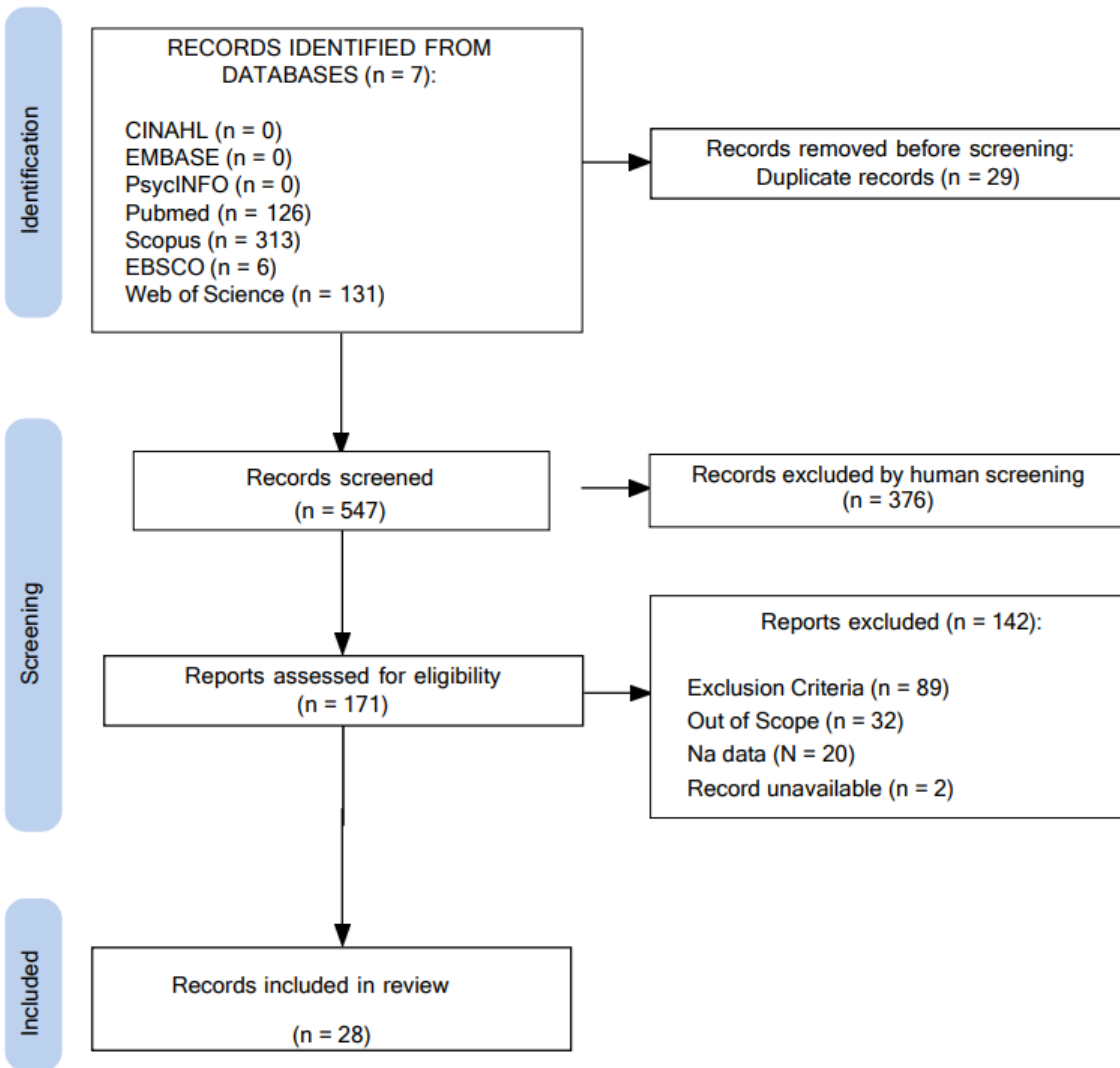 Identification
RECORDS IDENTIFIED FROM
DATABASES (n = 7):
CINAHL (n = 0)
EMBASE (n = 0)
PsycINFO (n = 0)
Pubmed (n = 126)
Scopus (n = 313)
EBSCO (n = 6)
Web of Science (n = 131)
Records removed before screening:
Duplicate records (n = 29)
Screening
Records screened
(n = 547)
Records excluded by human screening
(n = 376)
Reports assessed for eligibility
(n = 171)
Reports excluded (n = 142):
Exclusion Criteria (n = 89)
Out of Scope (n = 32)
Na data (N = 20)
Record unavailable (n = 2)
Included
Records included in review
(n = 28)